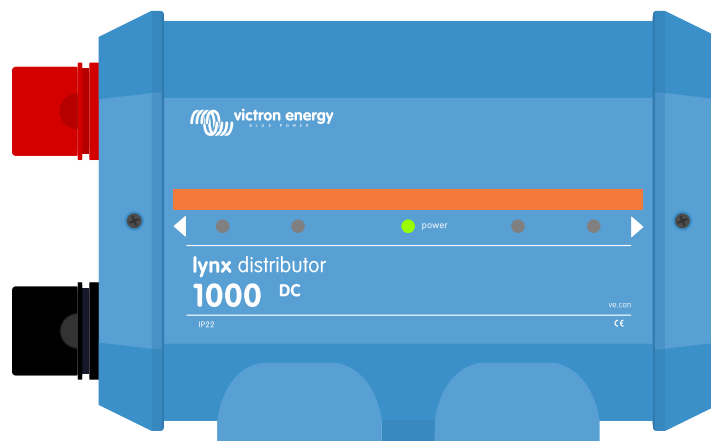 victron energy
BLUE POWER
power
lynx distributor
1000 DC
ve.can
IP22
CE